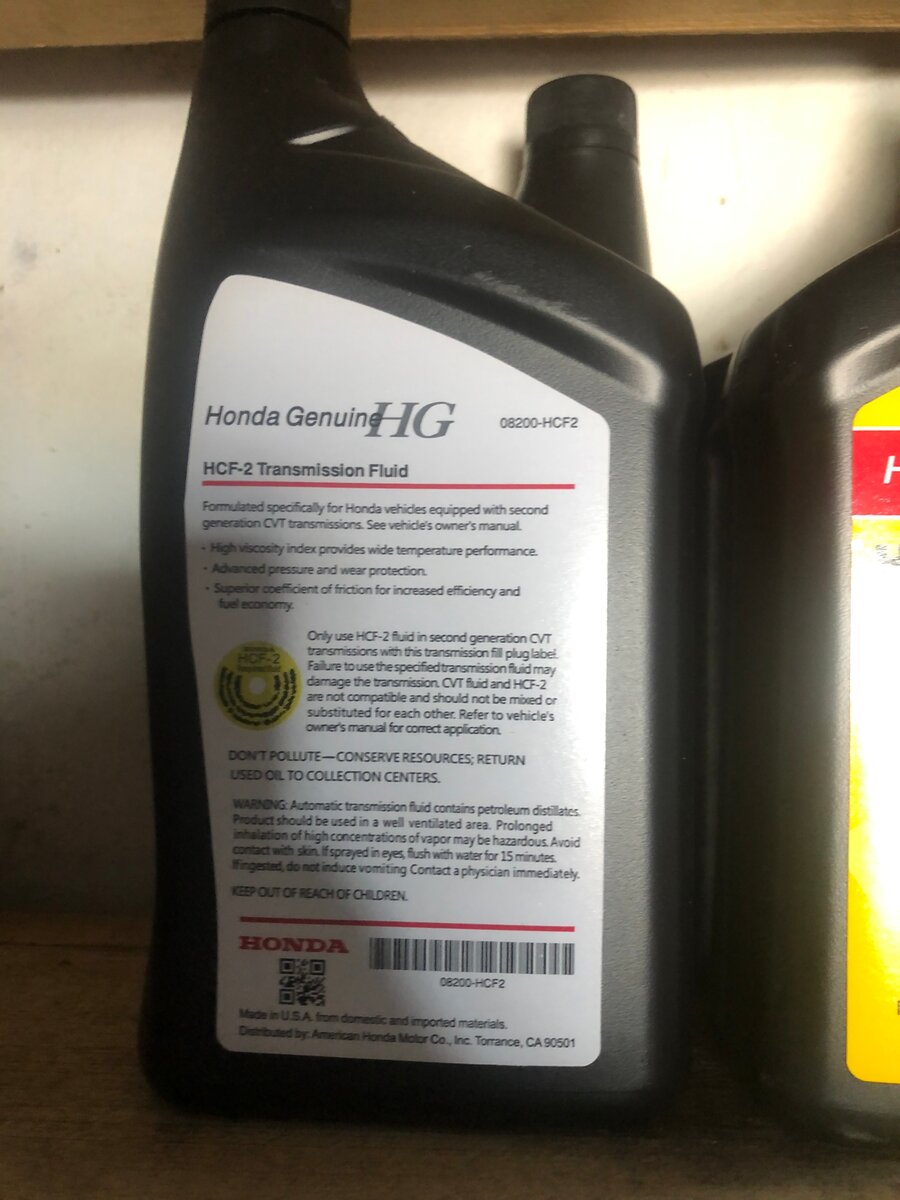 Honda Genuine HG 08200-HCF2
HCF-2 Transmission Fluid
Formulated specifically for Honda vehicles equipped with second
generation CVT transmissions. See vehicle's owner's manual.
• High viscosity index provides wide temperature performance.
• Advanced pressure and wear protection.
• Superior coefficient of friction for increased efficiency and
fuel economy.
HCF-2
Only use HCF-2 fluid in second generation CVT
transmissions with this transmission fill plug label.
Failure to use the specified transmission fluid may
damage the transmission. CVT fluid and HCF-2
are not compatible and should not be mixed or
substituted for each other. Refer to vehicle's
owner's manual for correct application.
DON'T POLLUTE—CONSERVE RESOURCES; RETURN
USED OIL TO COLLECTION CENTERS.
WARNING: Automatic transmission fluid contains petroleum distillates.
Product should be used in a well ventilated area. Prolonged
inhalation of high concentrations of vapor may be hazardous. Avoid
contact with skin. If sprayed in eyes, flush with water for 15 minutes.
If ingested, do not induce vomiting Contact a physician immediately.
KEEP OUT OF REACH OF CHILDREN.
HONDA
08200-HCF2
Made in U.S.A. from domestic and imported materials.
Distributed by: American Honda Motor Co., Inc. Torrance, CA 90501
H